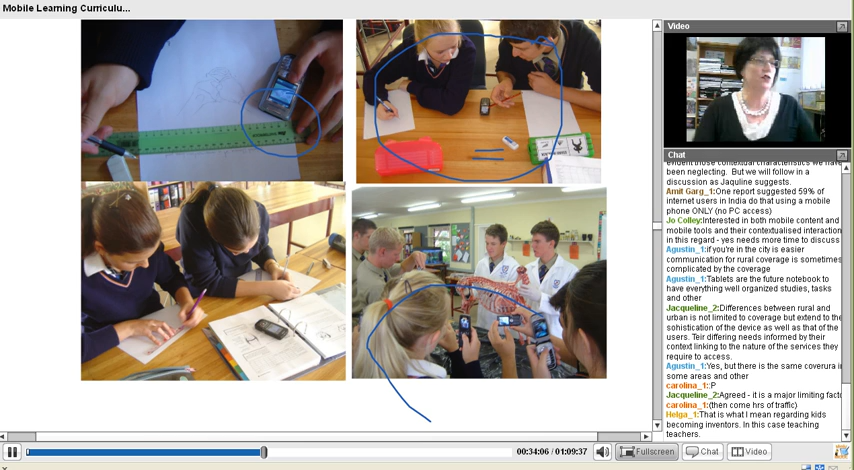 Mobile Learning Curriculu...
Video
Chat
been neglecting. But we will follow in a
discussion as Jaquline suggests.
Amit Garg_1:One report suggested 59% of
internet users in India do that using a mobile
phone ONLY (no PC access)
Jo Colley:Interested in both mobile content and
mobile tools and their contextualised interaction
in this regard - yes needs more time to discuss
Agustin_1:if you're in the city is easier
communication for rural coverage is sometimes
complicated by the coverage
Agustin_1:Tablets are the future notebook to
have everything well organized studies, tasks
and other
Jacqueline_2:Differences between rural and
urban is not limited to coverage but extend to the
sohistication of the device as well as that of the
users. Teir differing needs informed by their
context linking to the nature of the services they
require to access.
Agustin_1:Yes, but there is the same coverura in
some areas and other
carolina_1::P
Jacqueline_2:Agreed - it is a major limiting fact
carolina_1:(then come hrs of traffic)
Helga_1:That is what I mean regarding kids
becoming inventors. In this case teaching
teachers.
00:34:06 / 01:09:37
Fullscreen
Chat
Video